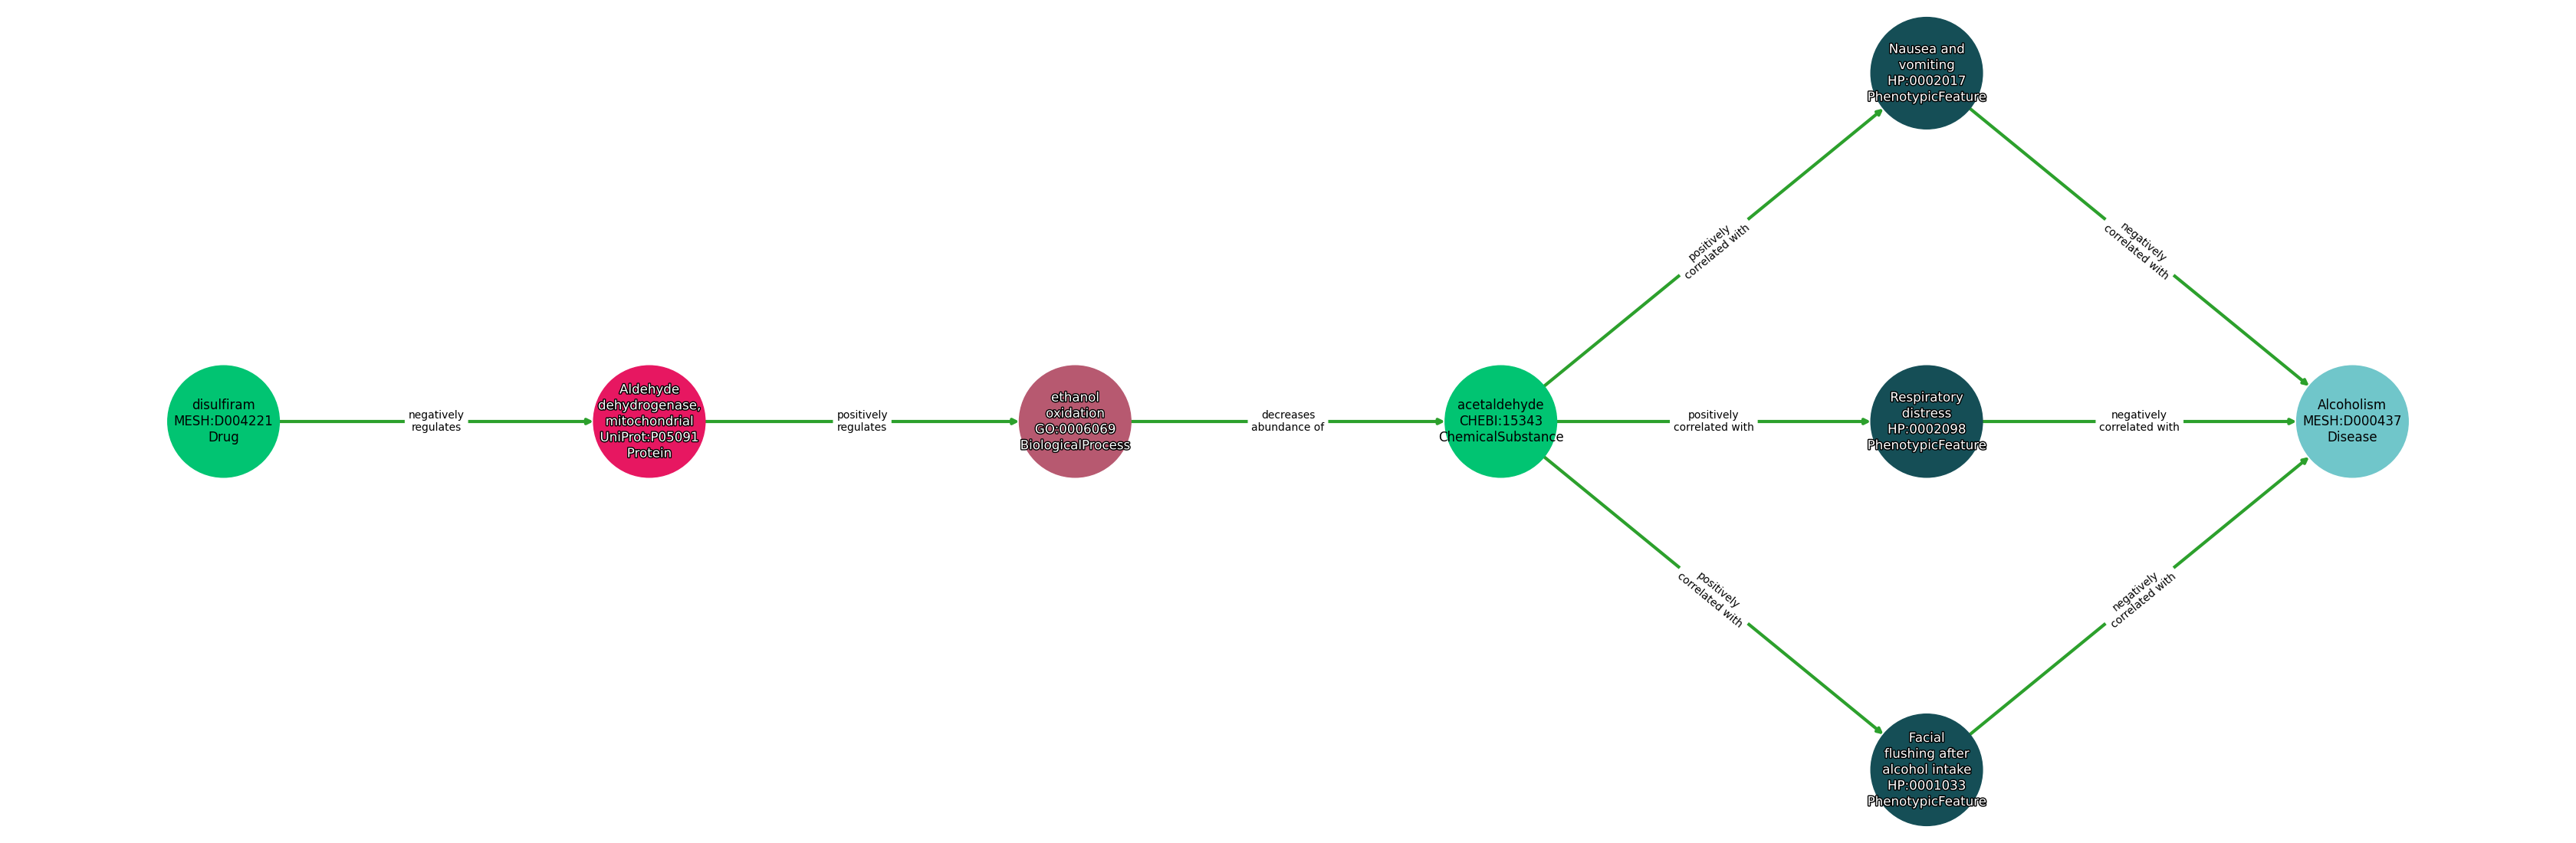 disulfiram
MESH:D004221
Drug
negatively
regulates
Aldehyde
dehydrogenase,
mitochondrial
UniProt:P05091
Protein
positively
regulates
ethanol
oxidation
GO:0006069
BiologicalProcess
decreases
abundance of
acetaldehyde
CHEBI:15343
ChemicalSubstance
positively
correlated with
positively
correlated with
positively
correlated with
Nausea and
vomiting
HP:0002017
PhenotypicFeature
Respiratory
distress
HP:0002098
PhenotypicFeature
Facial
flushing after
alcohol intake
HP:0001033
PhenotypicFeature
negatively
correlated with
negatively
correlated with
negatively
correlated with
Alcoholism
MESH:D000437
Disease